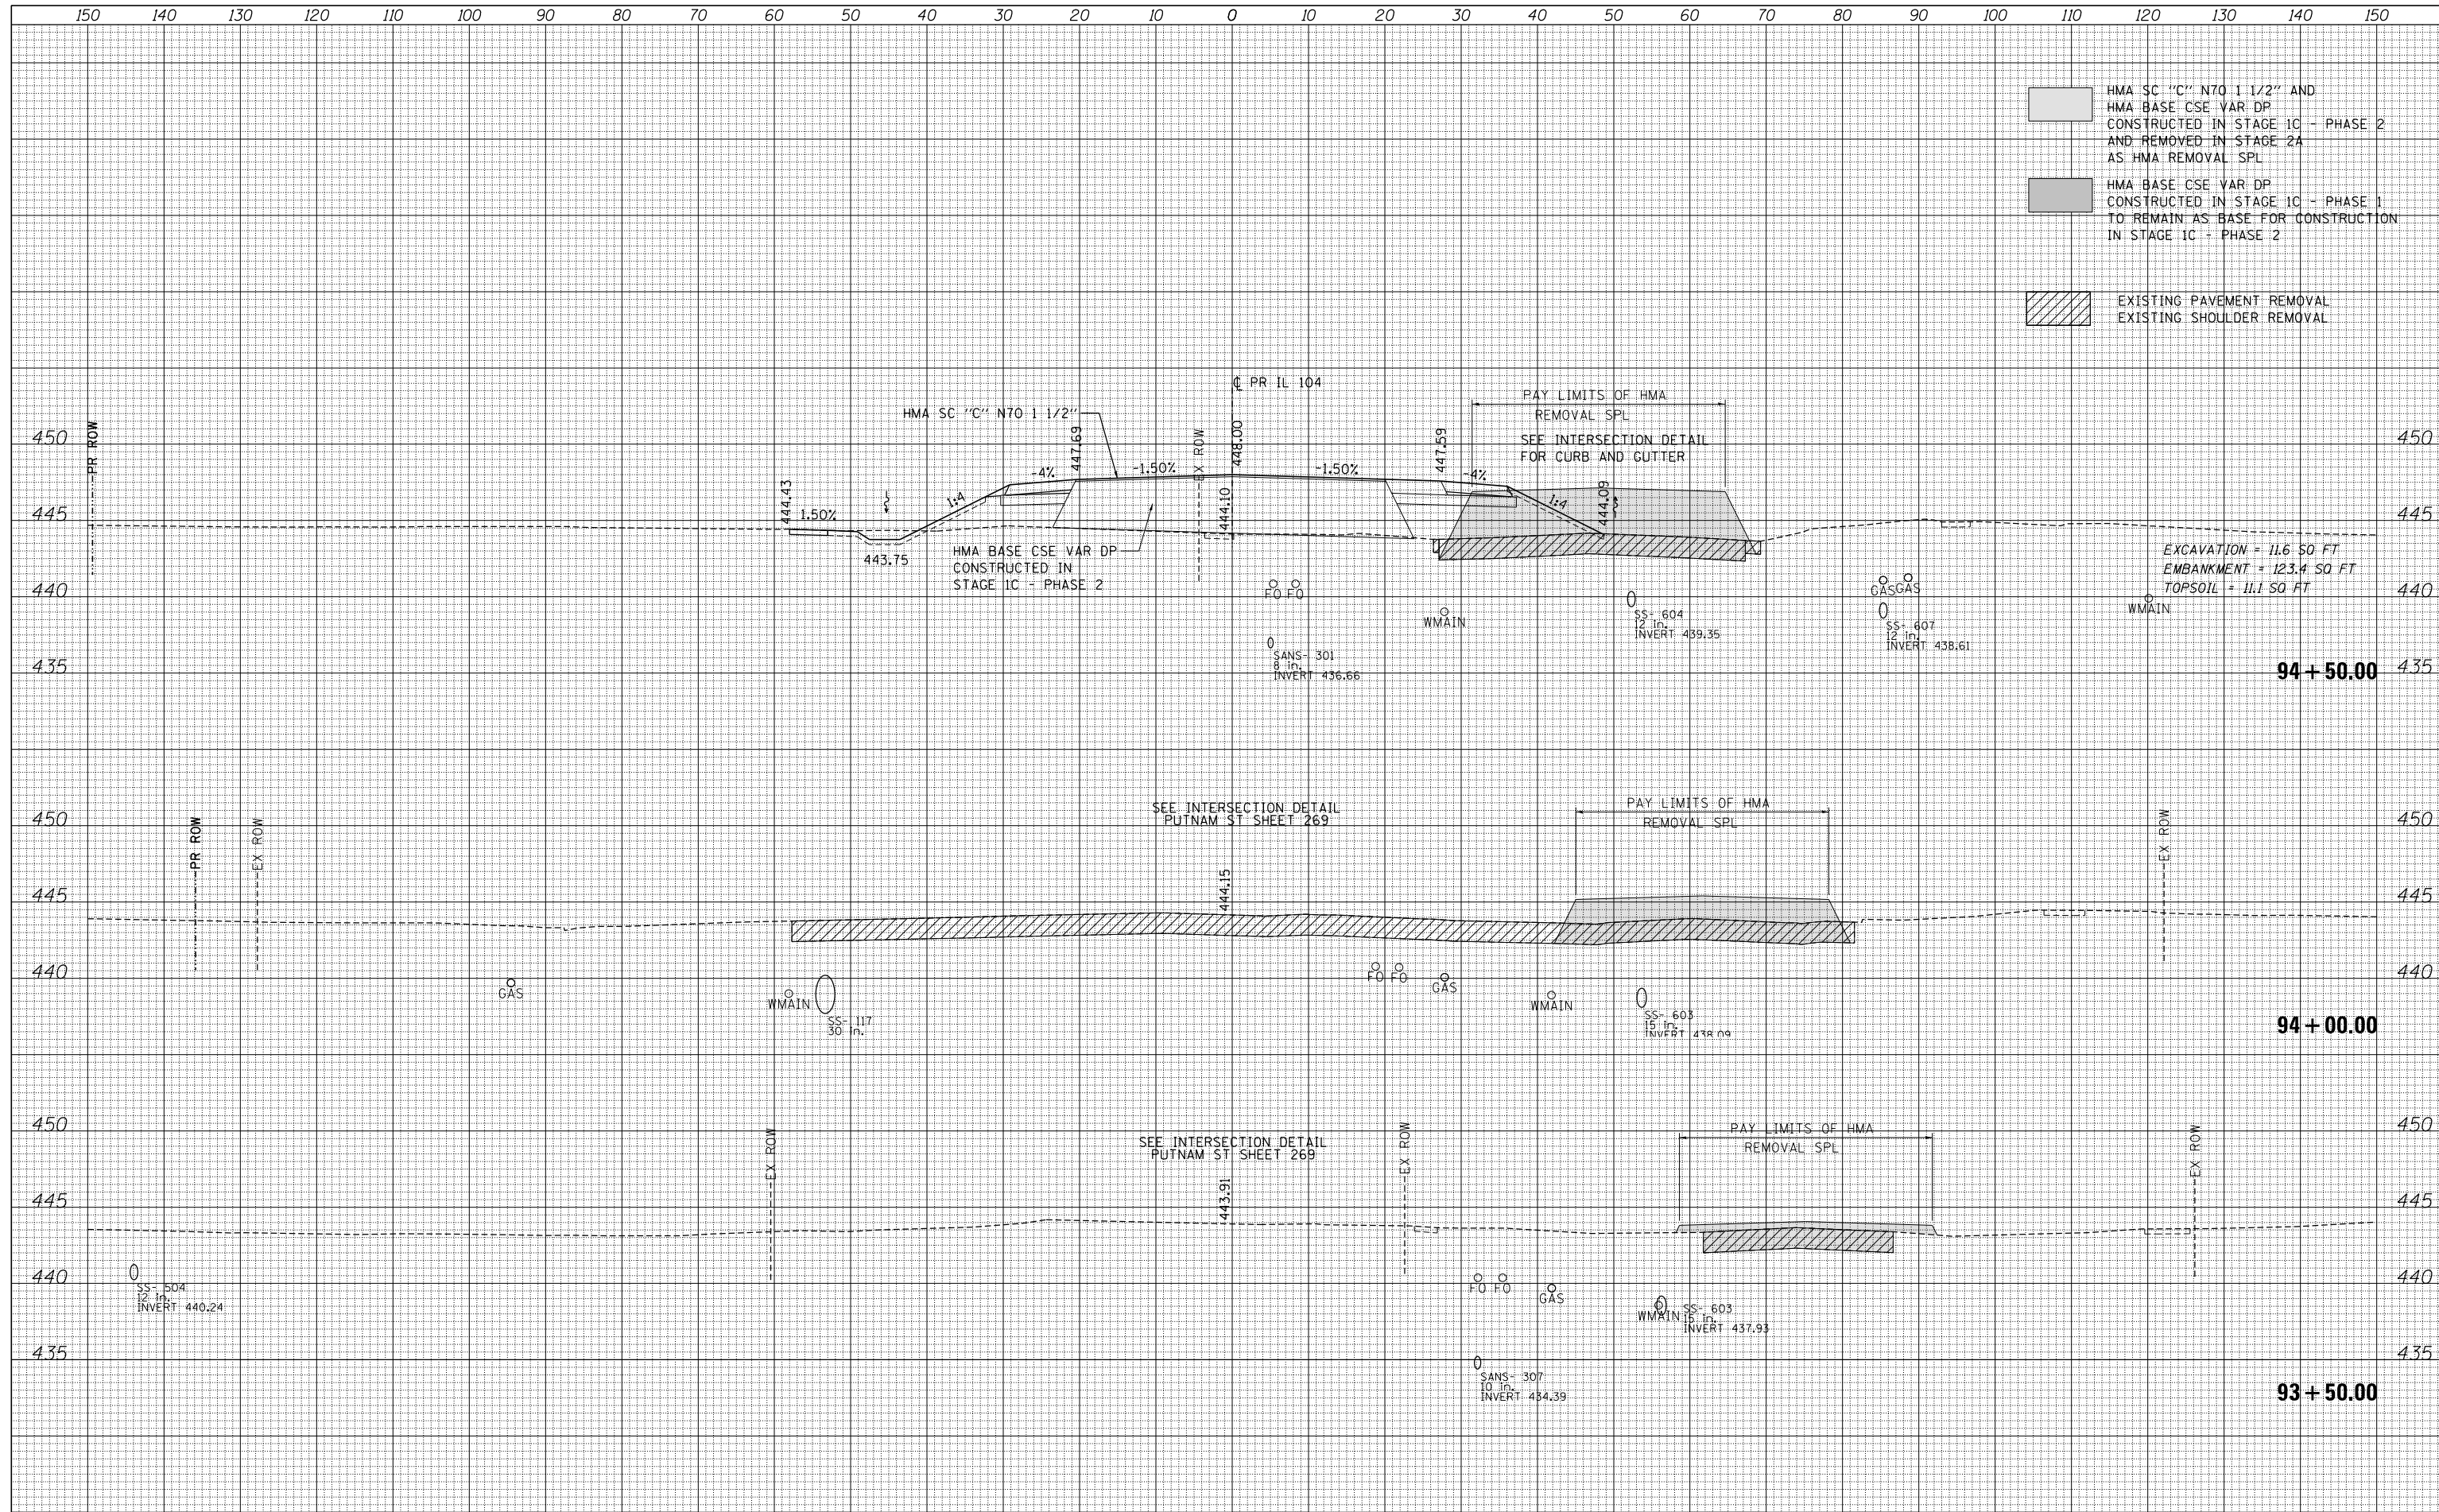 150 140 130 120 110 100 90 80 70 60 50 40 30 20 10 0 10 20 30 40 50 60 70 80 90 100 110 120 130 140 150
HMA SC "C" N70 1 1/2" AND
HMA BASE CSE VAR DP
CONSTRUCTED IN STAGE 1C - PHASE 2
AND REMOVED IN STAGE 2A
AS HMA REMOVAL SPL
HMA BASE CSE VAR DP
CONSTRUCTED IN STAGE 1C - PHASE 1
TO REMAIN AS BASE FOR CONSTRUCTION
IN STAGE 1C - PHASE 2
EXISTING PAVEMENT REMOVAL
EXISTING SHOULDER REMOVAL
℄ PR IL 104
HMA SC "C" N70 1 1/2"
PAY LIMITS OF HMA
REMOVAL SPL
SEE INTERSECTION DETAIL
FOR CURB AND GUTTER
450
PR ROW
447.69
EX ROW
448.00
447.59
450
-4%
-1.50%
-1.50%
-4%
444.43
1:4
444.10
1:4
444.09
445
1.50%
445
443.75
HMA BASE CSE VAR DP
CONSTRUCTED IN
STAGE 1C - PHASE 2
EXCAVATION = 11.6 SQ FT
EMBANKMENT = 123.4 SQ FT
TOPSOIL = 11.1 SQ FT
440
FO FO
GAS GAS
440
WMAIN
SS- 604
12 in.
INVERT 439.35
SS- 607
12 in.
INVERT 438.61
WMAIN
435
SANS- 301
8 in.
INVERT 436.66
94+50.00
435
450
SEE INTERSECTION DETAIL
PUTNAM ST SHEET 269
PAY LIMITS OF HMA
REMOVAL SPL
450
PR ROW
EX ROW
EX ROW
445
444.15
445
440
FO FO
440
GAS
WMAIN
GAS
WMAIN
SS- 117
30 in.
SS- 603
15 in.
INVERT 438.09
94+00.00
450
SEE INTERSECTION DETAIL
PUTNAM ST SHEET 269
PAY LIMITS OF HMA
REMOVAL SPL
450
EX ROW
EX ROW
EX ROW
445
443.91
445
440
SS- 504
12 in.
INVERT 440.24
FO FO
GAS
440
WMAIN
SS- 603
15 in.
INVERT 437.93
435
435
SANS- 307
10 in.
INVERT 434.39
93+50.00